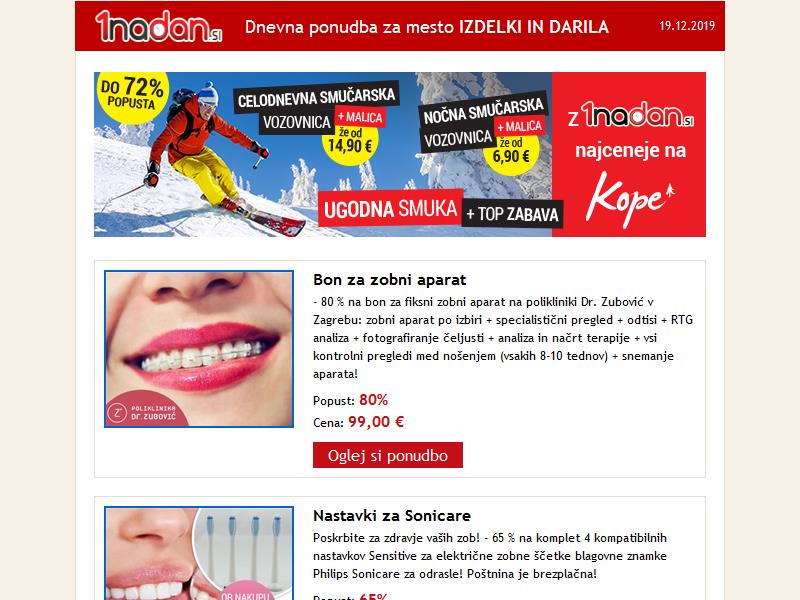 1nadan.si
Dnevna ponudba za mesto IZDELKI IN DARILA
19.12.2019
DO 72%
POPUSTA
CELODNEVNA SMUČARSKA
VOZOVNICA
+ MALICA
že od
14,90 €
NOČNA SMUČARSKA
VOZOVNICA
+ MALICA
že od
6,90 €
UGODNA SMUKA
+ TOP ZABAVA
z 1nadan.si
najceneje na
Kope
Bon za zobni aparat
- 80 % na bon za fiksni zobni aparat na polikliniki Dr. Zubović v
Zagrebu: zobni aparat po izbiri + specialistični pregled + odtisi + RTG
analiza + fotografiranje čeljusti + analiza in načrt terapije + vsi
kontrolni pregledi med nošenjem (vsakih 8-10 tednov) + snemanje
aparata!
Popust: 80%
Cena: 99,00 €
Oglej si ponudbo
Z
POLIKLINIKA
DR. ZUBOVIĆ
Nastavki za Sonicare
Poskrbite za zdravje vaših zob! - 65 % na komplet 4 kompatibilnih
nastavkov Sensitive za električne zobne ščetke blagovne znamke
Philips Sonicare za odrasle! Poštnina je brezplačna!
OB NAKUPU
Popust: 65%